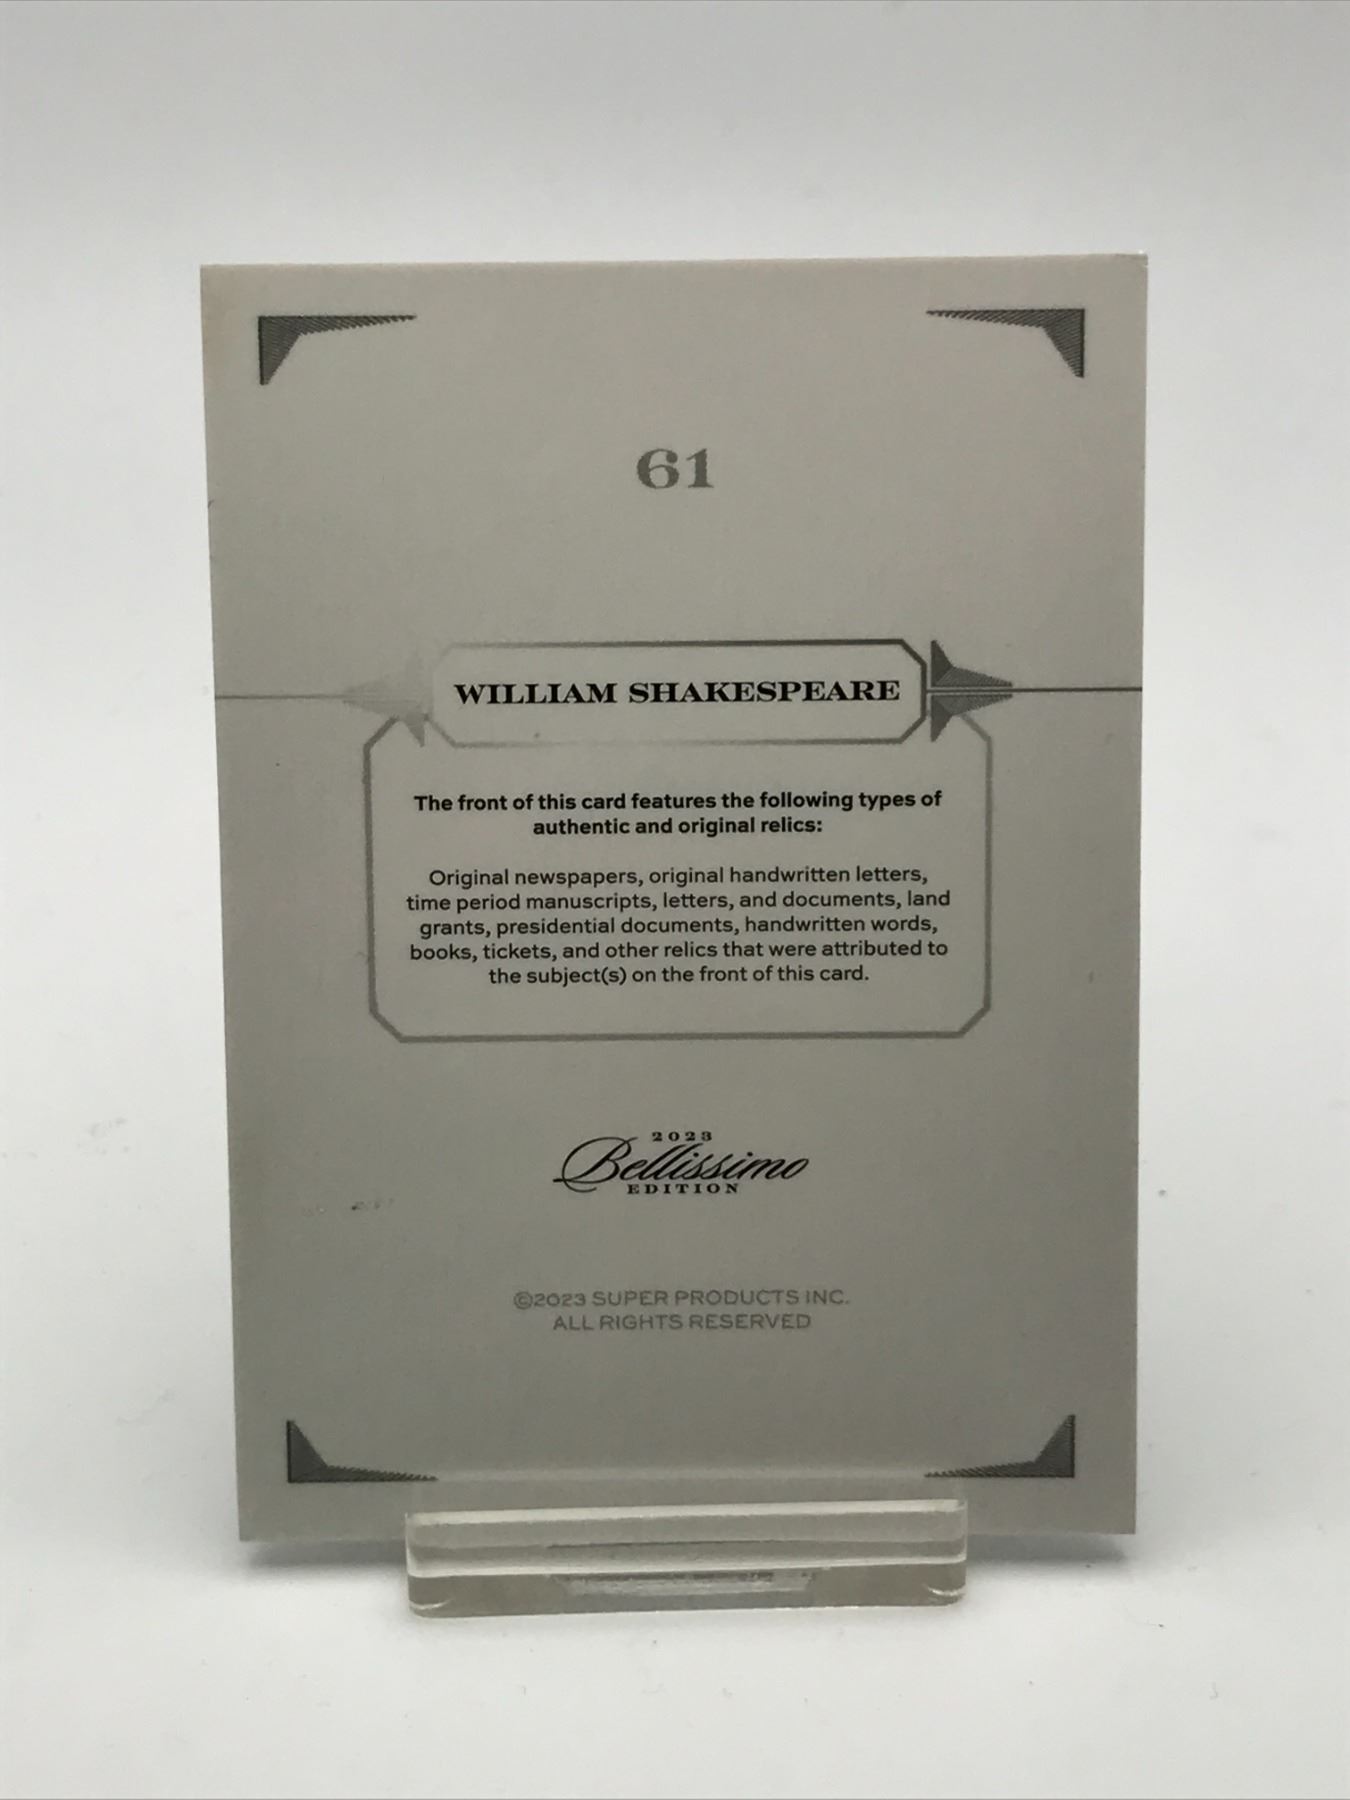 61
WILLIAM SHAKESPEARE
The front of this card features the following types of
authentic and original relics:
Original newspapers, original handwritten letters,
time period manuscripts, letters, and documents, land
grants, presidential documents, handwritten words,
books, tickets, and other relics that were attributed to
the subject(s) on the front of this card.
2023
Bellissimo
EDITION
©2023 SUPER PRODUCTS INC.
ALL RIGHTS RESERVED